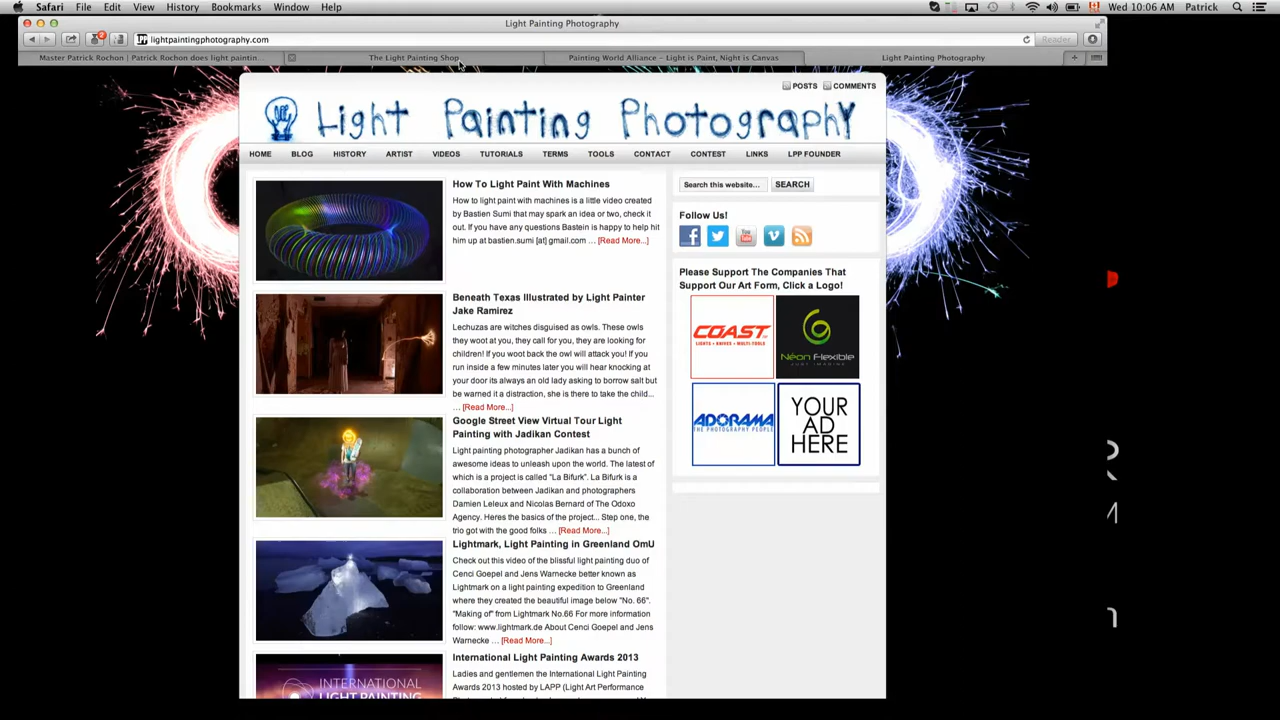 Safari File Edit View History Bookmarks Window Help Wed 10:06 AM Patrick
Light Painting Photography
lightpaintingphotography.com Reader
Master Patrick Rochon | Patrick Rochon does light paintin... The Light Painting Shop Painting World Alliance – Light is Paint, Night is Canvas Light Painting Photography
POSTS COMMENTS
Light Painting Photography
HOME BLOG HISTORY ARTIST VIDEOS TUTORIALS TERMS TOOLS CONTACT CONTEST LINKS LPP FOUNDER
How To Light Paint With Machines
How to light paint with machines is a little video created
by Bastien Sumi that may spark an idea or two, check it
out. If you have any questions Bastein is happy to help hit
him up at bastien.sumi [at] gmail.com ... [Read More...]
Beneath Texas Illustrated by Light Painter
Jake Ramirez
Lechuzas are witches disguised as owls. These owls
they woot at you, they call for you, they are looking for
children! If you woot back the owl will attack you! If you
run inside a few minutes later you will hear knocking at
your door its always an old lady asking to borrow salt but
be warned it a distraction, she is there to take the child...
... [Read More...]
Google Street View Virtual Tour Light
Painting with Jadikan Contest
Light painting photographer Jadikan has a bunch of
awesome ideas to unleash upon the world. The latest of
which is a project is called "La Bifurk". La Bifurk is a
collaboration between Jadikan and photographers
Damien Leleux and Nicolas Bernard of The Odoxo
Agency. Heres the basics of the project... Step one, the
trio got with the good folks ... [Read More...]
Lightmark, Light Painting in Greenland OmU
Check out this video of the blissful light painting duo of
Cenci Goepel and Jens Warnecke better known as
Lightmark on a light painting expedition to Greenland
where they created the beautiful image below "No. 66".
"Making of" from Lightmark No.66 For more information
follow: www.lightmark.de About Cenci Goepel and Jens
Warnecke ... [Read More...]
INTERNATIONAL
LIGHT PAINTING
International Light Painting Awards 2013
Ladies and gentlemen the International Light Painting
Awards 2013 hosted by LAPP (Light Art Performance
Search this website... SEARCH
Follow Us!
Please Support The Companies That
Support Our Art Form, Click a Logo!
COAST
LIGHTS • KNIVES • MULTI-TOOLS
Néon Flexible
JUST IMAGINE
ADORAMA
THE PHOTOGRAPHY PEOPLE
YOUR
AD
HERE